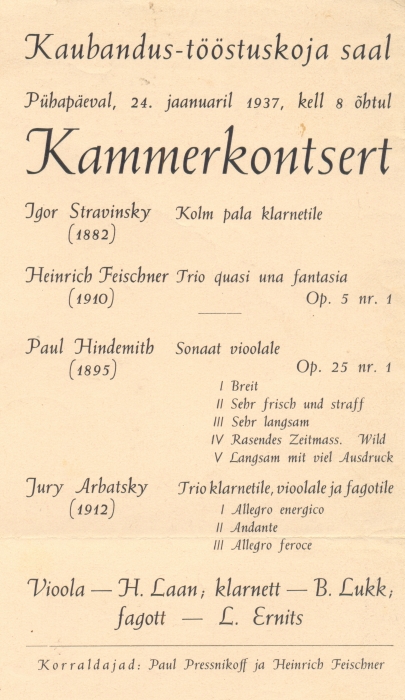 Kaubandus-tööstuskoja saal
Pühapäeval, 24. jaanuaril 1937, kell 8 õhtul
Kammerkontsert
Igor Stravinsky Kolm pala klarnetile
(1882)
Heinrich Feischner Trio quasi una fantasia
(1910) Op. 5 nr. 1
Paul Hindemith Sonaat vioolale
(1895) Op. 25 nr. 1
I Breit
II Sehr frisch und straff
III Sehr langsam
IV Rasendes Zeitmass. Wild
V Langsam mit viel Ausdruck
Jury Arbatsky Trio klarnetile, vioolale ja fagotile
(1912) I Allegro energico
II Andante
III Allegro feroce
Vioola — H. Laan; klarnett — B. Lukk;
fagott — L. Ernits
Korraldajad: Paul Pressnikoff ja Heinrich Feischner